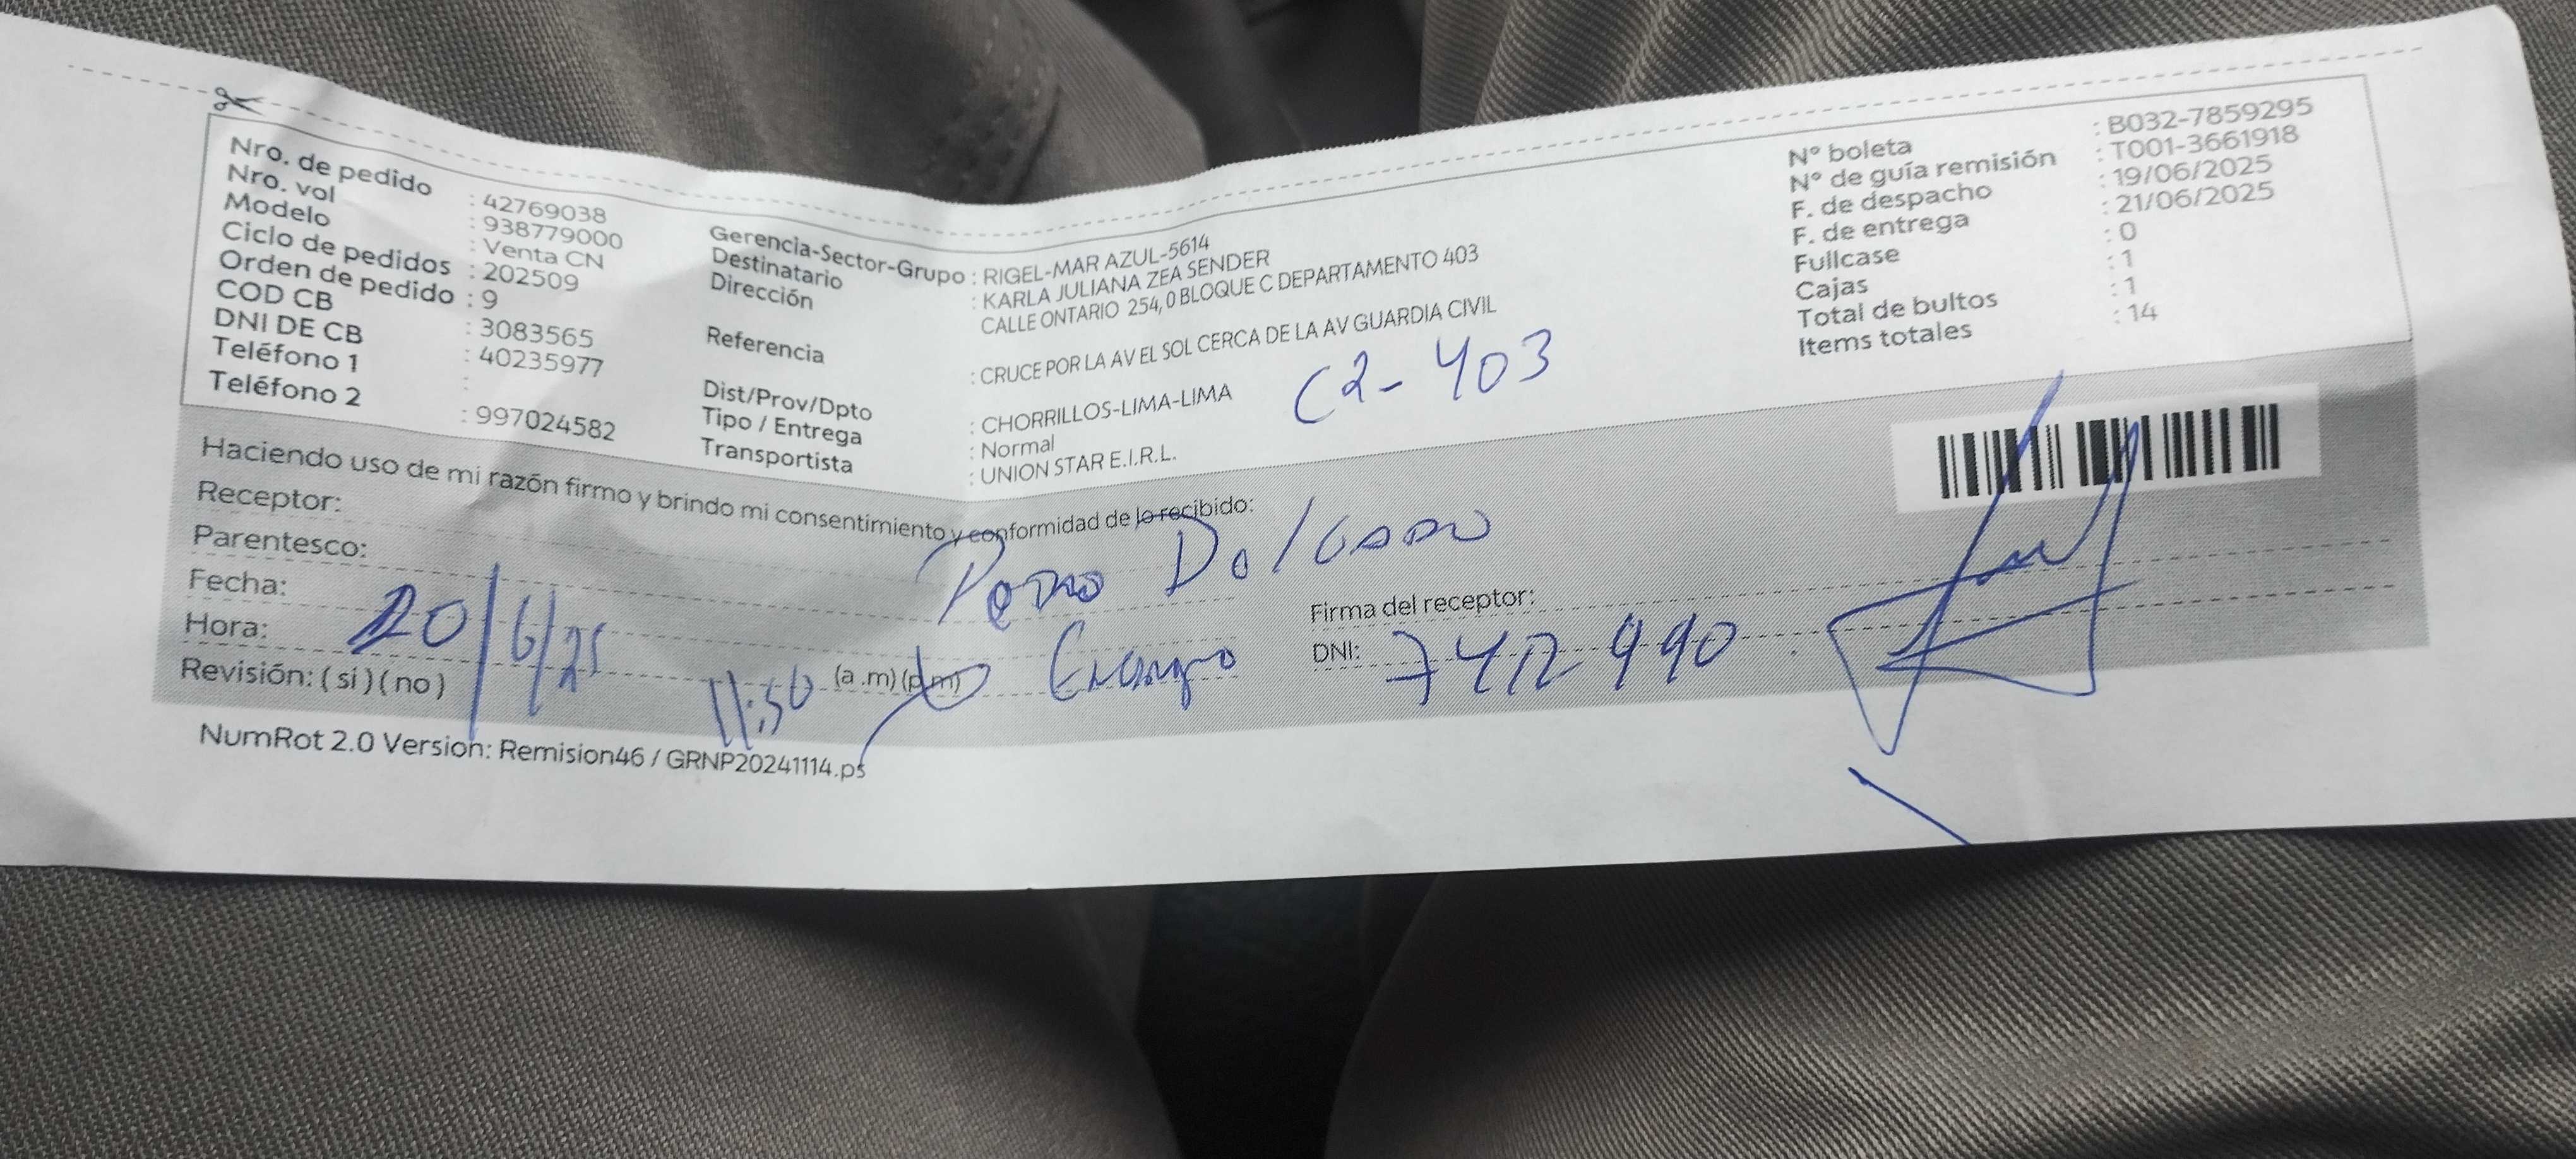 Nro. de pedido : 42769038
Nro. vol : 938779000
Modelo : Venta CN
Ciclo de pedidos : 202509
Orden de pedido : 9
COD CB : 3083565
DNI DE CB : 40235977
Teléfono 1 :
Teléfono 2 : 997024582
Gerencia-Sector-Grupo : RIGEL-MAR AZUL-5614
Destinatario : KARLA JULIANA ZEA SENDER
Dirección CALLE ONTARIO 254, 0 BLOQUE C DEPARTAMENTO 403
Referencia : CRUCE POR LA AV EL SOL CERCA DE LA AV GUARDIA CIVIL
Dist/Prov/Dpto : CHORRILLOS-LIMA-LIMA
Tipo / Entrega : Normal
Transportista : UNION STAR E.I.R.L.
C2-403
N° boleta : B032-7859295
N° de guía remisión : T001-3661918
F. de despacho : 19/06/2025
F. de entrega : 21/06/2025
Fullcase : 0
Cajas : 1
Total de bultos : 1
Items totales : 14
Haciendo uso de mi razón firmo y brindo mi consentimiento y conformidad de lo recibido:
Receptor: Pedro
Parentesco:
Fecha: 20/6/25
Hora: 11:50 (a.m) (p.m)
Revisión: ( si ) ( no )
Firma del receptor:
DNI:
NumRot 2.0 Version: Remision46 / GRNP20241114.ps